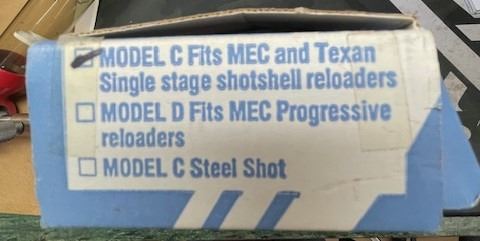 MODEL C Fits MEC and Texan
Single stage shotshell reloaders
MODEL D Fits MEC Progressive
reloaders
MODEL C Steel Shot